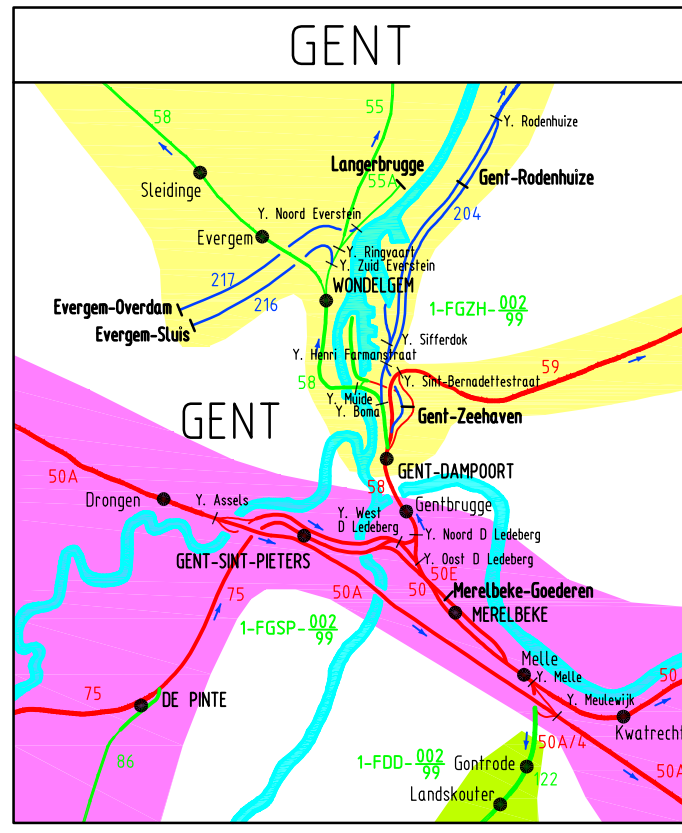 GENT
58
55
Y. Rodenhuize
Langerbrugge
55A
Gent-Rodenhuize
Sleidinge
204
Y. Noord Everstein
Evergem
Y. Ringvaart
Y. Zuid Everstein
217
WONDELGEM
216
Evergem-Overdam
1-FGZH-002/99
Evergem-Sluis
Y. Sifferdok
Y. Henri Farmanstraat
59
58
Y. Sint-Bernadettestraat
Y. Muide
Y. Boma
GENT
Gent-Zeehaven
50A
GENT-DAMPOORT
58
Drongen
Y. Assels
Gentbrugge
Y. West
D Ledeberg
Y. Noord D Ledeberg
GENT-SINT-PIETERS
Y. Oost D Ledeberg
50E
75
50A
50
Merelbeke-Goederen
MERELBEKE
1-FGSP-002/99
Melle
Y. Melle
50
75
DE PINTE
Y. Meulewijk
Kwatrecht
86
1-FDD-002/99
Gontrode
50A/4
122
50A
Landskouter